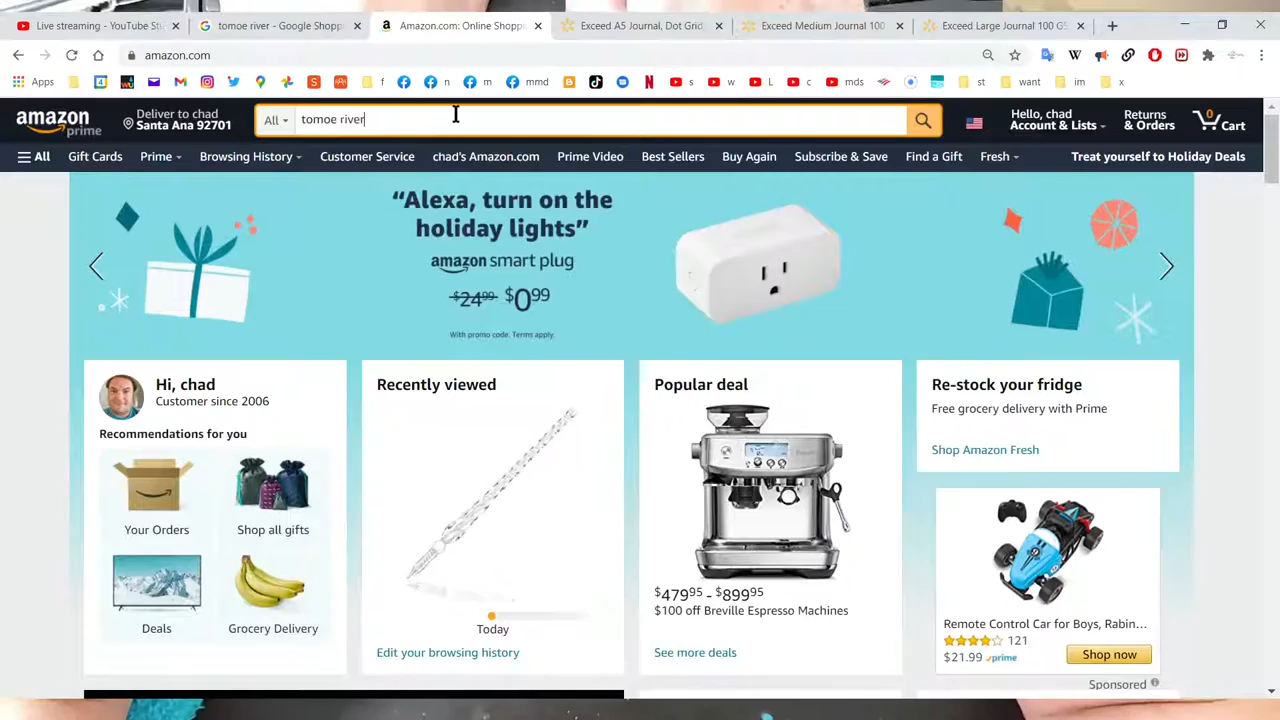 Live streaming - YouTube Stu
tomoe river - Google Shopp
Amazon.com: Online Shoppi
Exceed A5 Journal, Dot Grid
Exceed Medium Journal 100
Exceed Large Journal 100 GS
amazon.com
Apps
f
n
m
mmd
s
w
L
c
mds
st
want
im
x
amazon
prime
Deliver to chad
Santa Ana 92701
All
tomoe river
Hello, chad
Account & Lists
Returns
& Orders
0
Cart
All
Gift Cards
Prime
Browsing History
Customer Service
chad's Amazon.com
Prime Video
Best Sellers
Buy Again
Subscribe & Save
Find a Gift
Fresh
Treat yourself to Holiday Deals
“Alexa, turn on the
holiday lights”
amazon smart plug
$24.99 $0.99
With promo code. Terms apply.
Hi, chad
Customer since 2006
Recommendations for you
Your Orders
Shop all gifts
Deals
Grocery Delivery
Recently viewed
Today
Edit your browsing history
Popular deal
$479.95 - $899.95
$100 off Breville Espresso Machines
See more deals
Re-stock your fridge
Free grocery delivery with Prime
Shop Amazon Fresh
Remote Control Car for Boys, Rabin...
121
$21.99 prime
Shop now
Sponsored